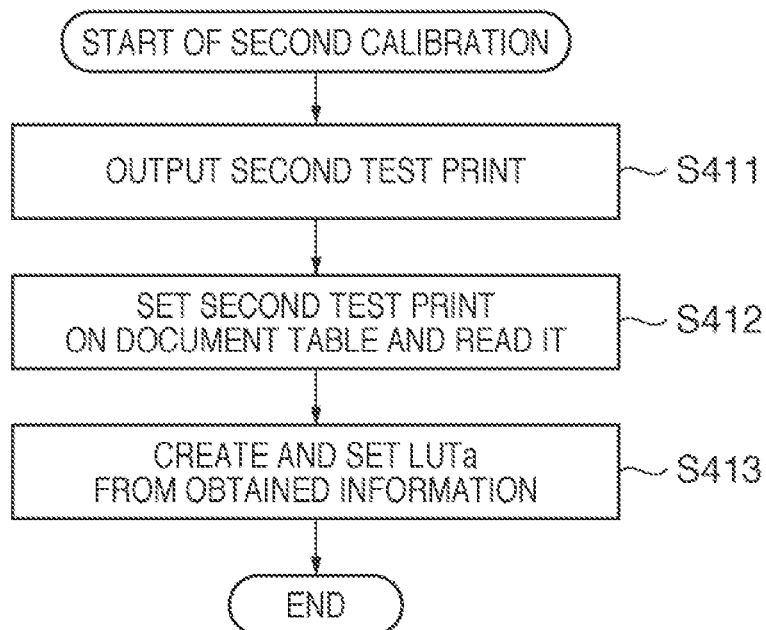 START OF SECOND CALIBRATION
OUTPUT SECOND TEST PRINT
S411
SET SECOND TEST PRINT
ON DOCUMENT TABLE AND READ IT
S412
CREATE AND SET LUTa
FROM OBTAINED INFORMATION
S413
END